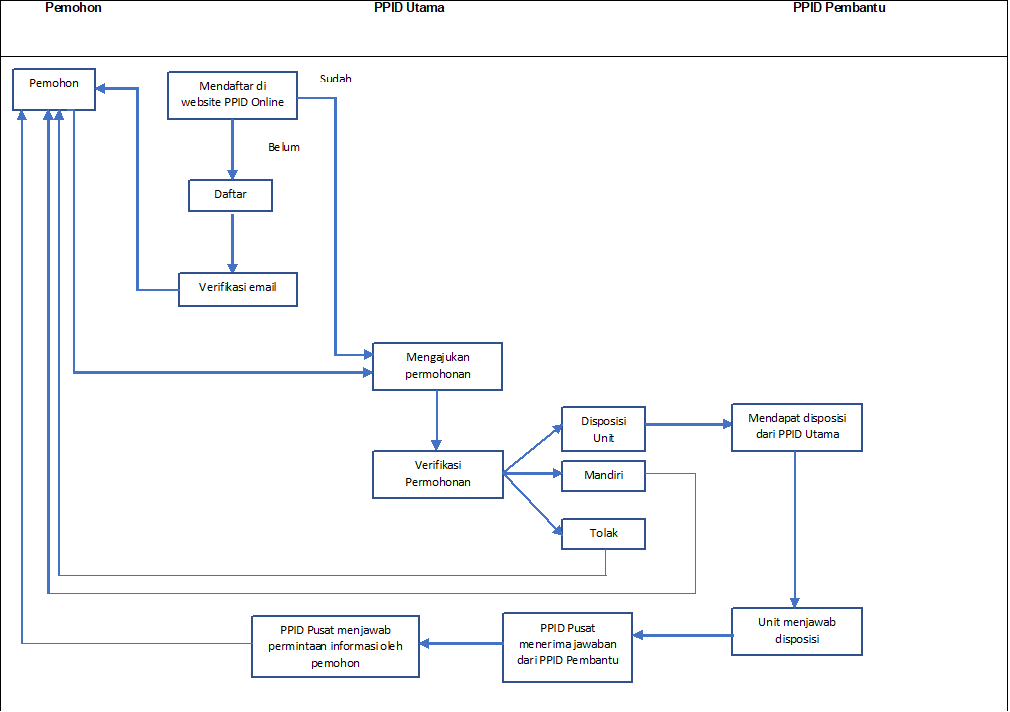 Pemohon
PPID Utama
PPID Pembantu
Pemohon
Mendaftar di
website PPID Online
Sudah
Belum
Daftar
Verifikasi email
Mengajukan
permohonan
Verifikasi
Permohonan
Disposisi
Unit
Mandiri
Tolak
Mendapat disposisi
dari PPID Utama
Unit menjawab
disposisi
PPID Pusat
menerima jawaban
dari PPID Pembantu
PPID Pusat menjawab
permintaan informasi oleh
pemohon